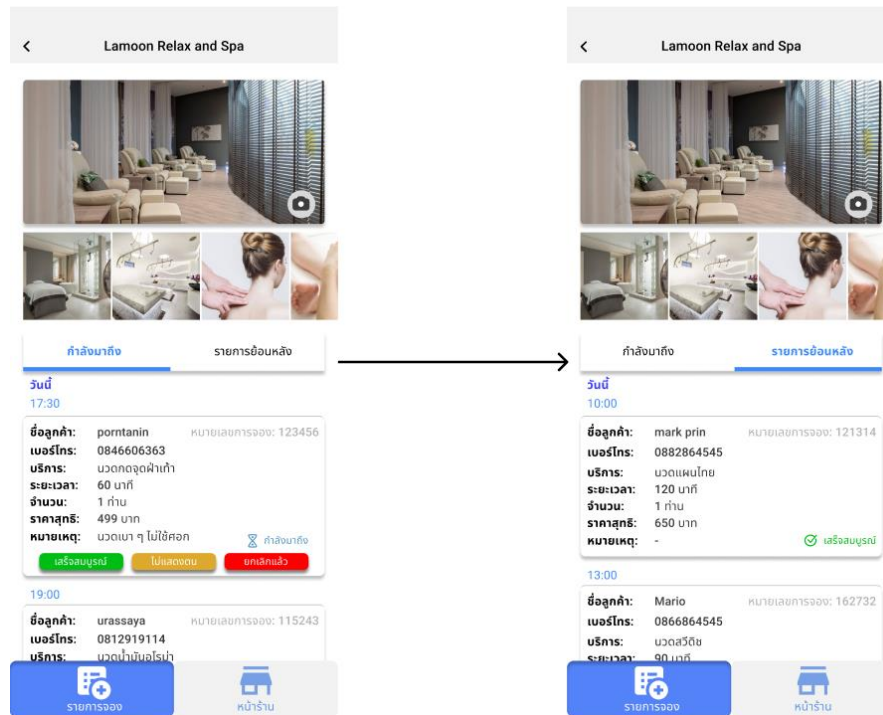 Lamoon Relax and Spa
กำลังมาถึง รายการย้อนหลัง
วันนี้
17:30
ชื่อลูกค้า: porntanin หมายเลขการจอง: 123456
เบอร์โทร: 0846606363
บริการ: นวดกดจุดฝ่าเท้า
ระยะเวลา: 60 นาที
จำนวน: 1 ท่าน
ราคาสุทธิ: 499 บาท
หมายเหตุ: นวดเบา ๆ ไม่ใช้ศอก กำลังมาถึง
เสร็จสมบูรณ์ ไม่แสดงตน ยกเลิกแล้ว
19:00
ชื่อลูกค้า: urassaya หมายเลขการจอง: 115243
เบอร์โทร: 0812919114
บริการ: นวดน้ำมันอโรม่า
รายการจอง หน้าร้าน
Lamoon Relax and Spa
กำลังมาถึง รายการย้อนหลัง
วันนี้
10:00
ชื่อลูกค้า: mark prin หมายเลขการจอง: 121314
เบอร์โทร: 0882864545
บริการ: นวดแผนไทย
ระยะเวลา: 120 นาที
จำนวน: 1 ท่าน
ราคาสุทธิ: 650 บาท
หมายเหตุ: - เสร็จสมบูรณ์
13:00
ชื่อลูกค้า: Mario หมายเลขการจอง: 162732
เบอร์โทร: 0866864545
บริการ: นวดสวีดิช
ระยะเวลา: 90 นาที
รายการจอง หน้าร้าน